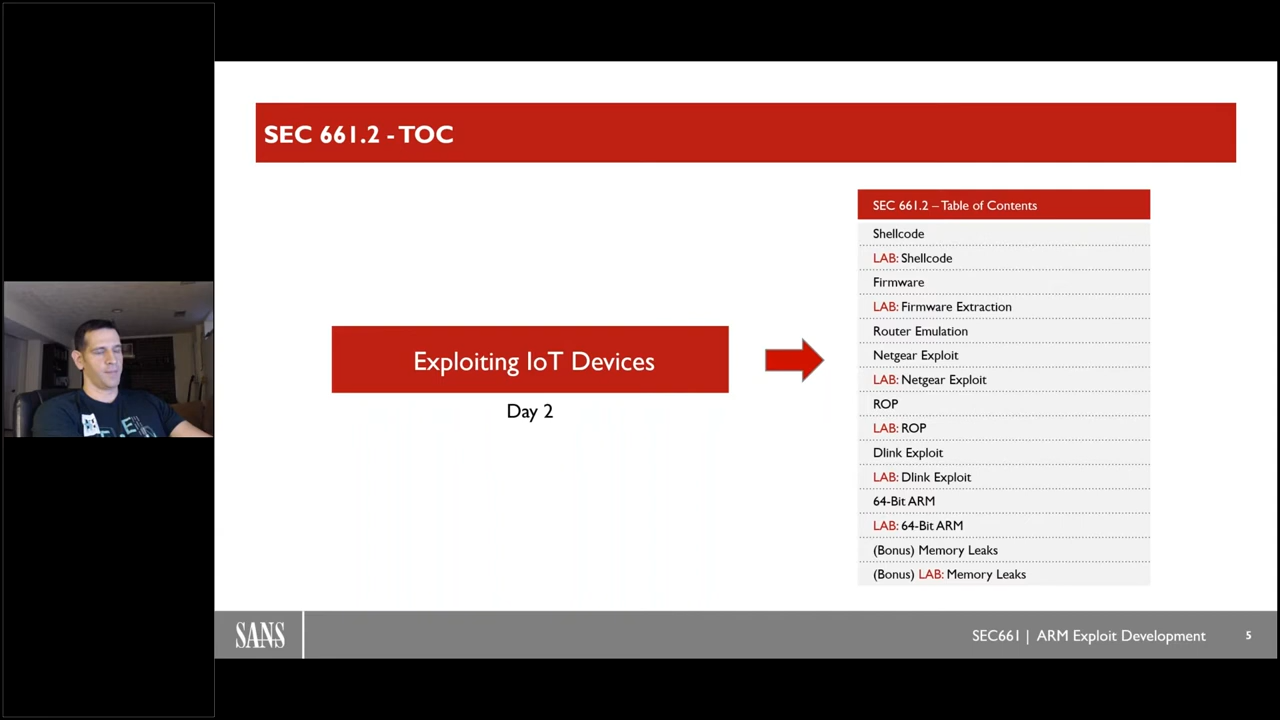 SEC 661.2 - TOC
Exploiting IoT Devices
Day 2
SEC 661.2 – Table of Contents
Shellcode
LAB: Shellcode
Firmware
LAB: Firmware Extraction
Router Emulation
Netgear Exploit
LAB: Netgear Exploit
ROP
LAB: ROP
Dlink Exploit
LAB: Dlink Exploit
64-Bit ARM
LAB: 64-Bit ARM
(Bonus) Memory Leaks
(Bonus) LAB: Memory Leaks
SANS
SEC661 | ARM Exploit Development
5